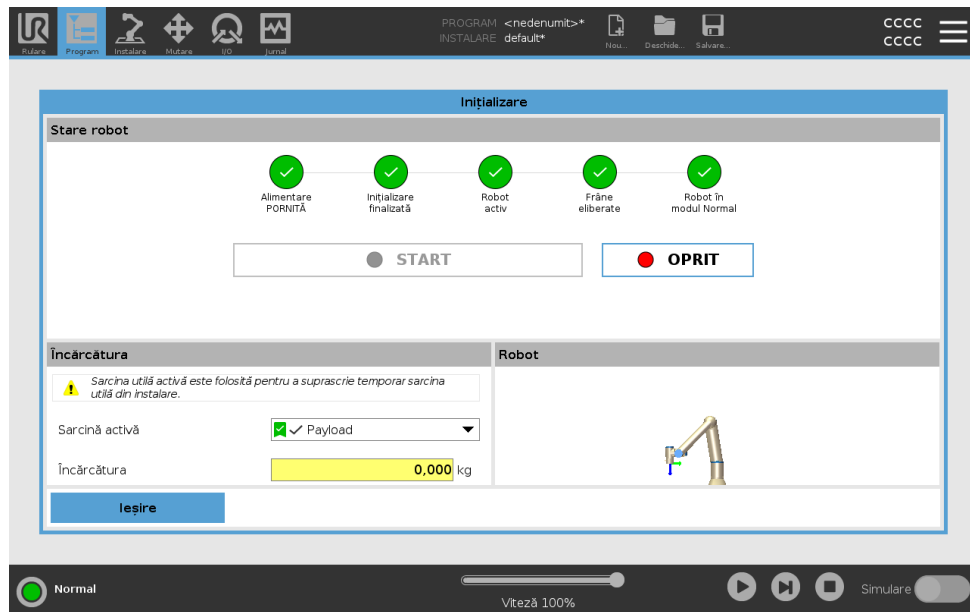 PROGRAM <nedenumit>*
INSTALARE default*
CCCC
CCCC
Rulare Program Instalare Mutare I/O Jurnal Nou... Deschide... Salvare...
Inițializare
Stare robot
Alimentare
PORNITĂ
Inițializare
finalizată
Robot
activ
Frâne
eliberate
Robot în
modul Normal
START
OPRIT
Încărcătura
Robot
Sarcina utilă activă este folosită pentru a suprascrie temporar sarcina
utilă din instalare.
Sarcină activă
Payload
Încărcătura
0,000 kg
Ieșire
Normal
Viteză 100%
Simulare